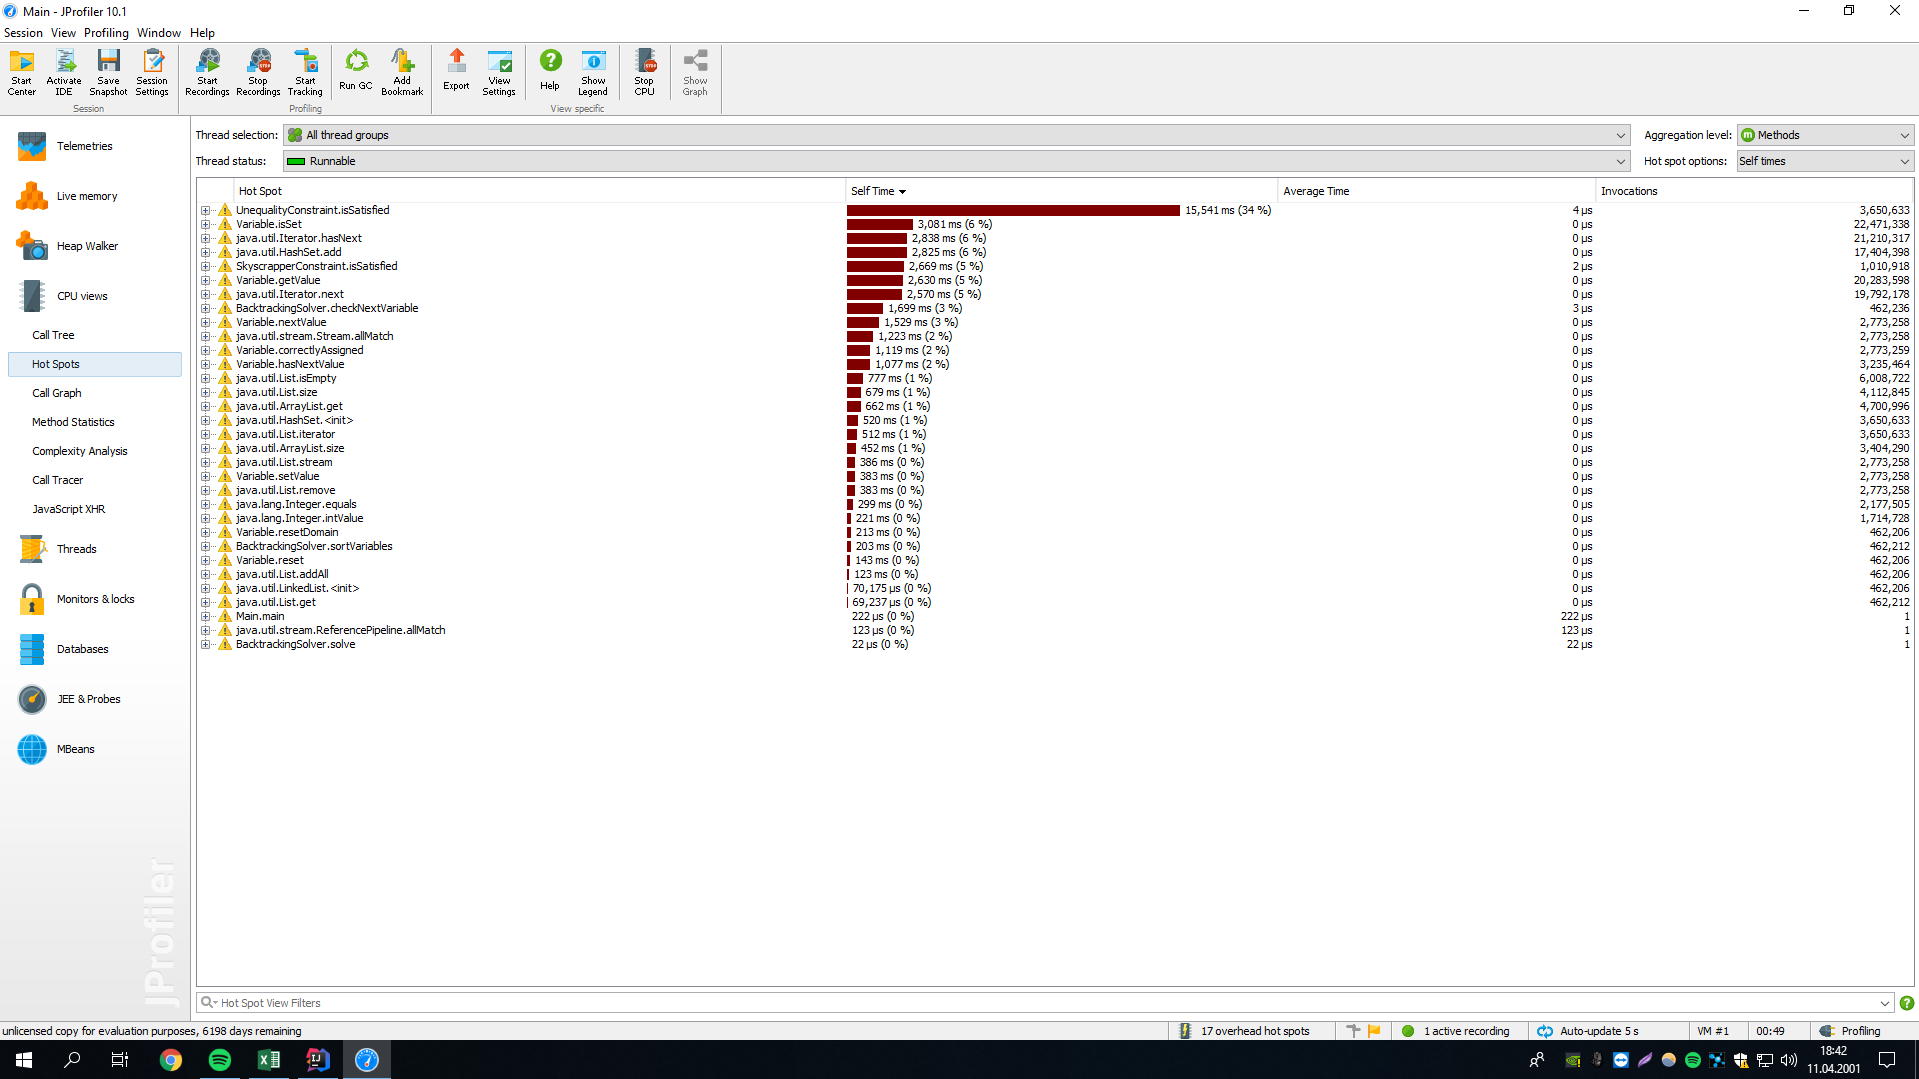 Main - JProfiler 10.1
Session View Profiling Window Help
Start Center
Activate IDE
Save Snapshot
Session Settings
Start Recordings
Stop Recordings
Start Tracking
Run GC
Add Bookmark
Export
View Settings
Help
Show Legend
Stop CPU
Show Graph
Session
Profiling
View specific
Telemetries
Live memory
Heap Walker
CPU views
Call Tree
Hot Spots
Call Graph
Method Statistics
Complexity Analysis
Call Tracer
JavaScript XHR
Threads
Monitors & locks
Databases
JEE & Probes
MBeans
JProfiler
Thread selection: All thread groups Aggregation level: Methods
Thread status: Runnable Hot spot options: Self times
Hot Spot Self Time Average Time Invocations
UnequalityConstraint.isSatisfied 15,541 ms (34 %) 4 µs 3,650,633
Variable.isSet 3,081 ms (6 %) 0 µs 22,471,338
java.util.Iterator.hasNext 2,838 ms (6 %) 0 µs 21,210,317
java.util.HashSet.add 2,825 ms (6 %) 0 µs 17,404,398
SkyscrapperConstraint.isSatisfied 2,669 ms (5 %) 2 µs 1,010,918
Variable.getValue 2,630 ms (5 %) 0 µs 20,283,598
java.util.Iterator.next 2,570 ms (5 %) 0 µs 19,792,178
BacktrackingSolver.checkNextVariable 1,699 ms (3 %) 3 µs 462,236
Variable.nextValue 1,529 ms (3 %) 0 µs 2,773,258
java.util.stream.Stream.allMatch 1,223 ms (2 %) 0 µs 2,773,258
Variable.correctlyAssigned 1,119 ms (2 %) 0 µs 2,773,259
Variable.hasNextValue 1,077 ms (2 %) 0 µs 3,235,464
java.util.List.isEmpty 777 ms (1 %) 0 µs 6,008,722
java.util.List.size 679 ms (1 %) 0 µs 4,112,845
java.util.ArrayList.get 662 ms (1 %) 0 µs 4,700,996
java.util.HashSet.<init> 520 ms (1 %) 0 µs 3,650,633
java.util.List.iterator 512 ms (1 %) 0 µs 3,650,633
java.util.ArrayList.size 452 ms (1 %) 0 µs 3,404,290
java.util.List.stream 386 ms (0 %) 0 µs 2,773,258
Variable.setValue 383 ms (0 %) 0 µs 2,773,258
java.util.List.remove 383 ms (0 %) 0 µs 2,773,258
java.lang.Integer.equals 299 ms (0 %) 0 µs 2,177,505
java.lang.Integer.intValue 221 ms (0 %) 0 µs 1,714,728
Variable.resetDomain 213 ms (0 %) 0 µs 462,206
BacktrackingSolver.sortVariables 203 ms (0 %) 0 µs 462,212
Variable.reset 143 ms (0 %) 0 µs 462,206
java.util.List.addAll 123 ms (0 %) 0 µs 462,206
java.util.LinkedList.<init> 70,175 µs (0 %) 0 µs 462,206
java.util.List.get 69,237 µs (0 %) 0 µs 462,212
Main.main 222 µs (0 %) 222 µs 1
java.util.stream.ReferencePipeline.allMatch 123 µs (0 %) 123 µs 1
BacktrackingSolver.solve 22 µs (0 %) 22 µs 1
Hot Spot View Filters
unlicensed copy for evaluation purposes, 6198 days remaining 17 overhead hot spots 1 active recording Auto-update 5 s VM #1 00:49 Profiling
18:42
11.04.2001